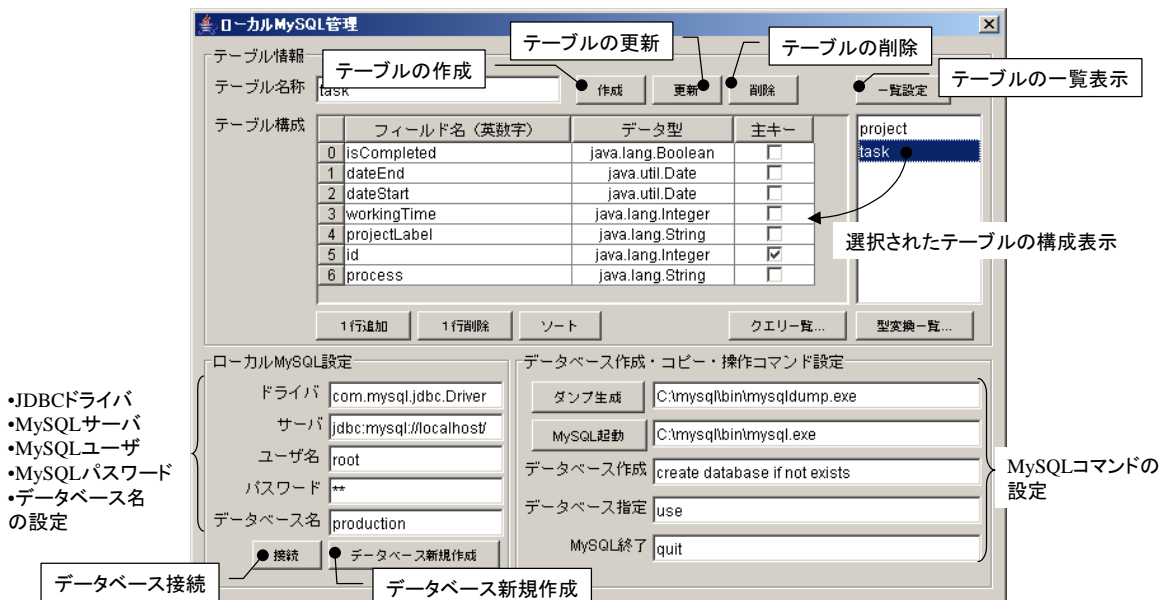 ローカルMySQL管理
テーブル情報
テーブルの更新
テーブルの削除
テーブルの作成
テーブルの一覧表示
テーブル名称 task 作成 更新 削除 一覧設定
テーブル構成 フィールド名（英数字） データ型 主キー
0 isCompleted java.lang.Boolean
1 dateEnd java.util.Date
2 dateStart java.util.Date
3 workingTime java.lang.Integer
4 projectLabel java.lang.String
5 id java.lang.Integer
6 process java.lang.String
project
task
選択されたテーブルの構成表示
1行追加 1行削除 ソート クエリ一覧... 型変換一覧...
ローカルMySQL設定
ドライバ com.mysql.jdbc.Driver
サーバ jdbc:mysql://localhost/
ユーザ名 root
パスワード **
データベース名 production
接続 データベース新規作成
データベース作成・コピー・操作コマンド設定
ダンプ生成 C:\mysql\bin\mysqldump.exe
MySQL起動 C:\mysql\bin\mysql.exe
データベース作成 create database if not exists
データベース指定 use
MySQL終了 quit
•JDBCドライバ
•MySQLサーバ
•MySQLユーザ
•MySQLパスワード
•データベース名
の設定
MySQLコマンドの
設定
データベース接続
データベース新規作成